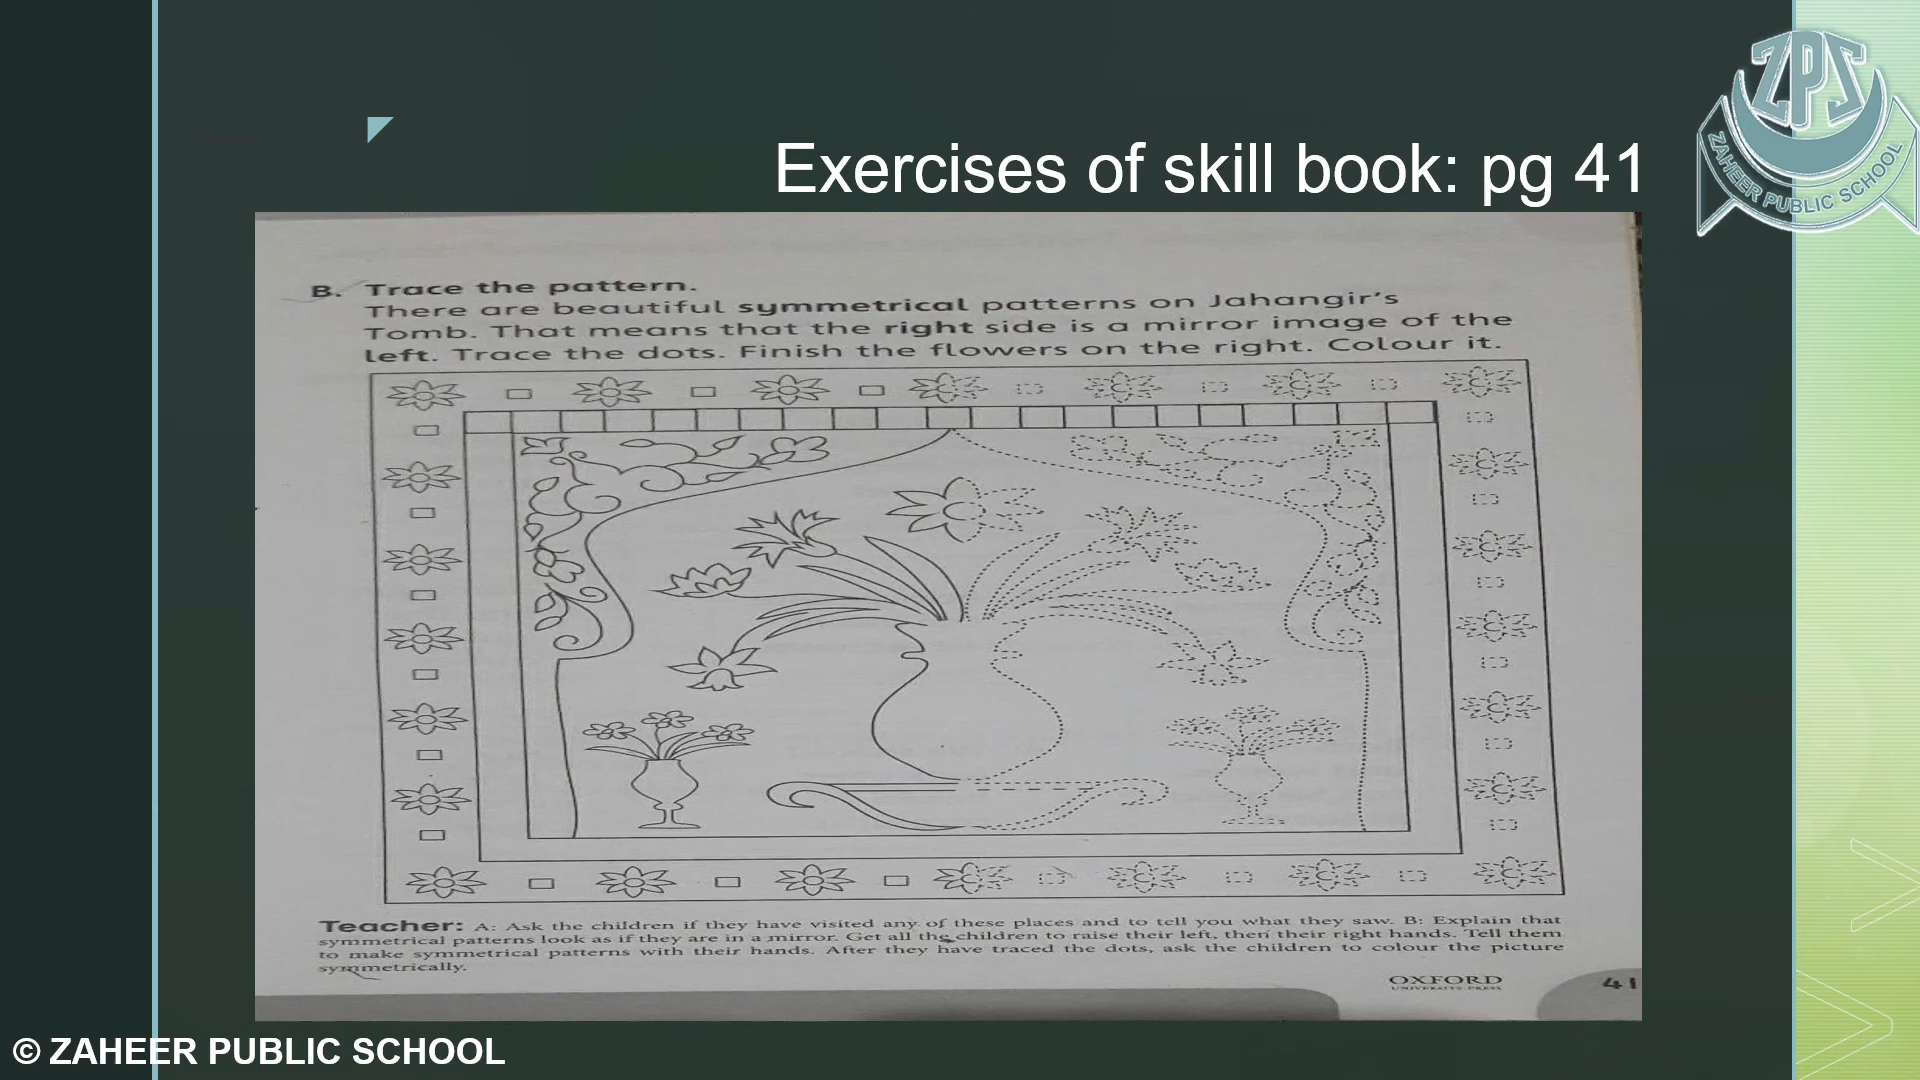 Exercises of skill book: pg 41
ZPS
ZAHEER PUBLIC SCHOOL
B. Trace the pattern.
There are beautiful symmetrical patterns on Jahangir's
Tomb. That means that the right side is a mirror image of the
left. Trace the dots. Finish the flowers on the right. Colour it.
Teacher: A: Ask the children if they have visited any of these places and to tell you what they saw. B: Explain that
symmetrical patterns look as if they are in a mirror. Get all the children to raise their left, then their right hands. Tell them
to make symmetrical patterns with their hands. After they have traced the dots, ask the children to colour the picture
symmetrically.
OXFORD
UNIVERSITY PRESS
41
© ZAHEER PUBLIC SCHOOL